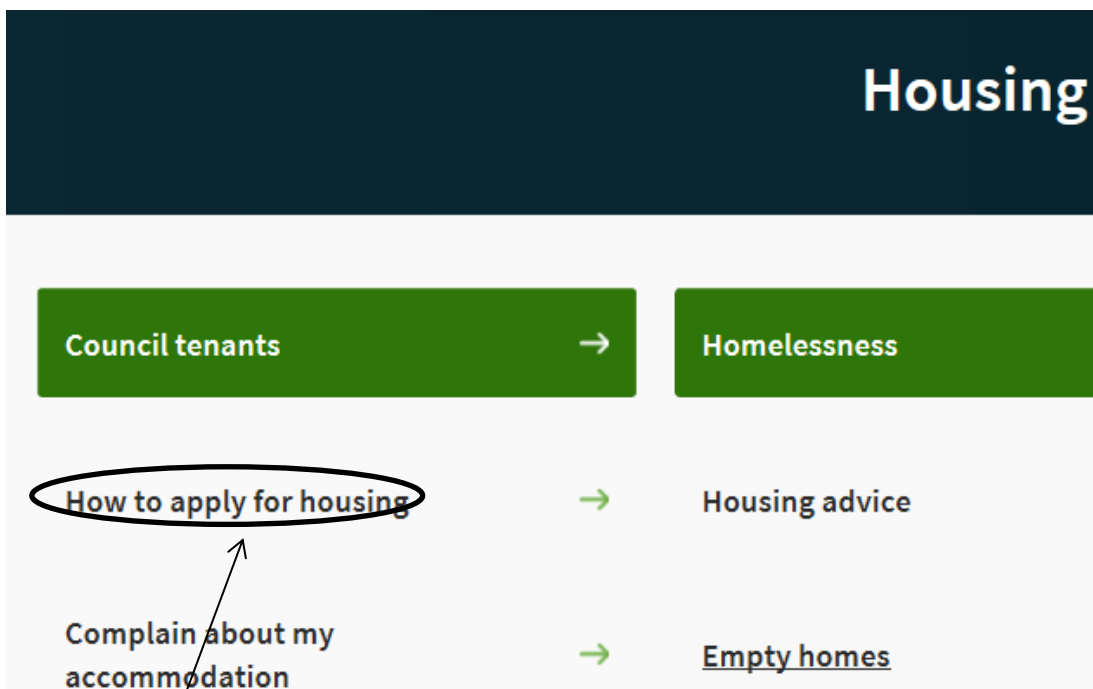 Housing
Council tenants
Homelessness
How to apply for housing
Housing advice
Complain about my
accommodation
Empty homes